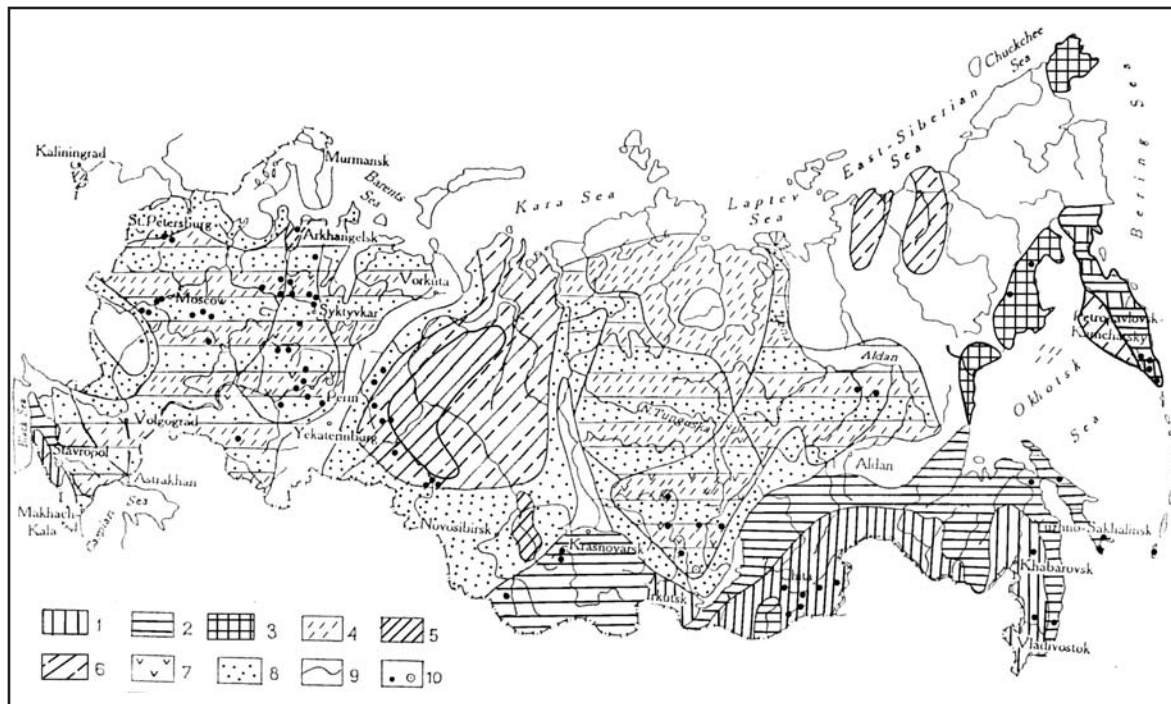 Chuckchee
Sea
Bering Sea
East-Siberian
Sea
Kaliningrad
Murmansk
Barents
Sea
Kara Sea
Laptev
Sea
St.Petersburg
Arkhangelsk
Vorkuta
Moscow
Syktyvkar
Petropavlovsk-
Kamchatsky
Aldan
Okhotsk
Sea
Black Sea
Volgograd
Perm
N.Tunguska
Yekaterinburg
Stavropol
Astrakhan
Aldan
Makhach-
Kala
Caspian Sea
Novosibirsk
Krasnoyarsk
Yuzhno-Sakhalinsk
Irkutsk
Chita
Khabarovsk
Vladivostok
1 2 3 4 5
6 7 8 9 10